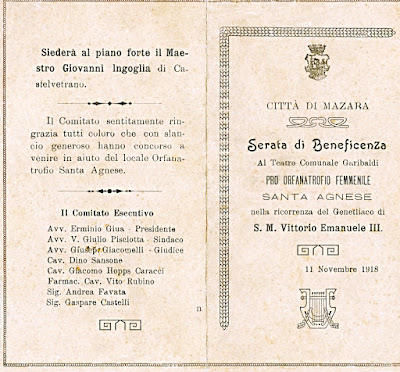 Siederà al piano forte il Mae-
stro Giovanni Ingoglia di Ca-
stelvetrano.
Il Comitato sentitamente rin-
grazia tutti coloro che con slan-
cio generoso hanno concorso a
venire in aiuto del locale Orfana-
trofio Santa Agnese.
Il Comitato Esecutivo
Avv. Erminio Giua - Presidente
Avv. V. Giulio Pisciotta - Sindaco
Avv. Giusep. Giacomelli - Giudice
Cav. Dino Sansone
Cav. Giacomo Hopps Caracci
Farmac. Cav. Vito Rubino
Sig. Andrea Favata
Sig. Gaspare Castelli
n
CITTÀ DI MAZARA
Serata di Beneficenza
Al Teatro Comunale Garibaldi
PRO ORFANATROFIO FEMMENILE
SANTA AGNESE
nella ricorrenza del Genetliaco di
S. M. Vittorio Emanuele III.
11 Novembre 1918